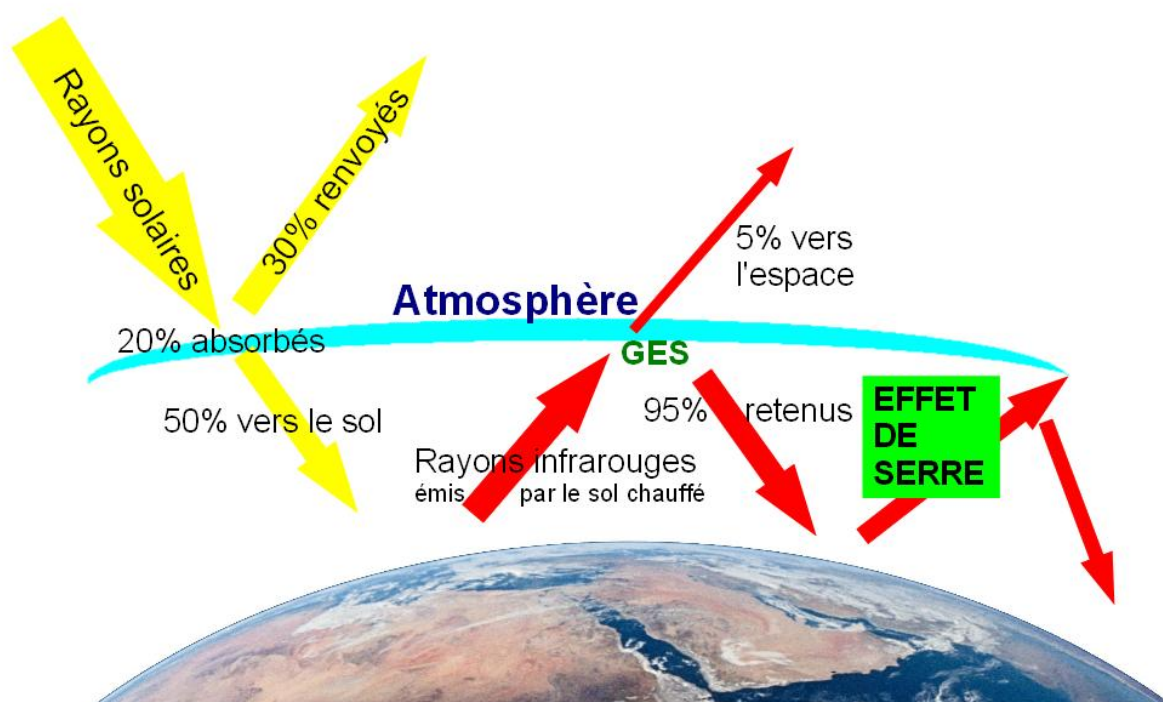 Rayons solaires
30% renvoyés
20% absorbés
50% vers le sol
Atmosphère
GES
5% vers
l'espace
Rayons infrarouges
émis par le sol chauffé
95% retenus
EFFET
DE
SERRE